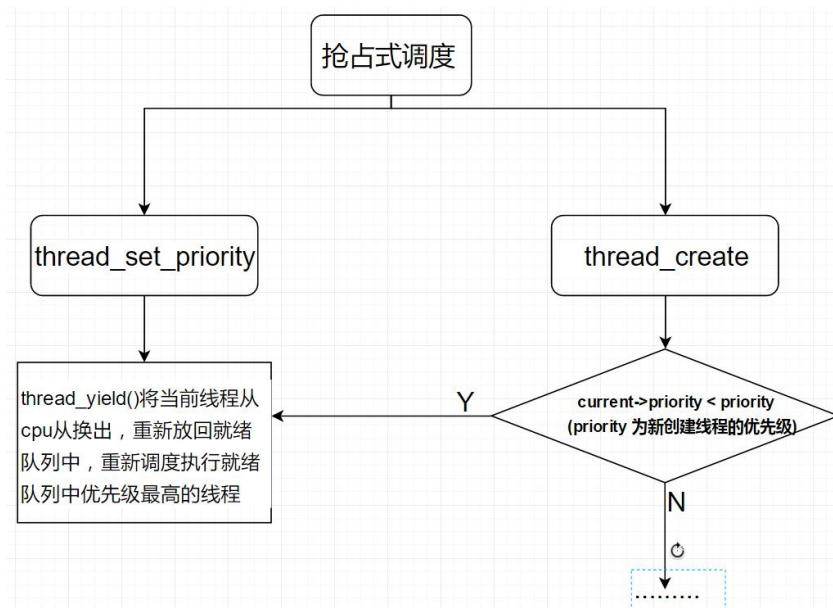 抢占式调度
thread_set_priority
thread_create
thread_yield()将当前线程从
cpu从换出，重新放回就绪
队列中，重新调度执行就绪
队列中优先级最高的线程
Y
current->priority < priority
(priority 为新创建线程的优先级)
N
.........